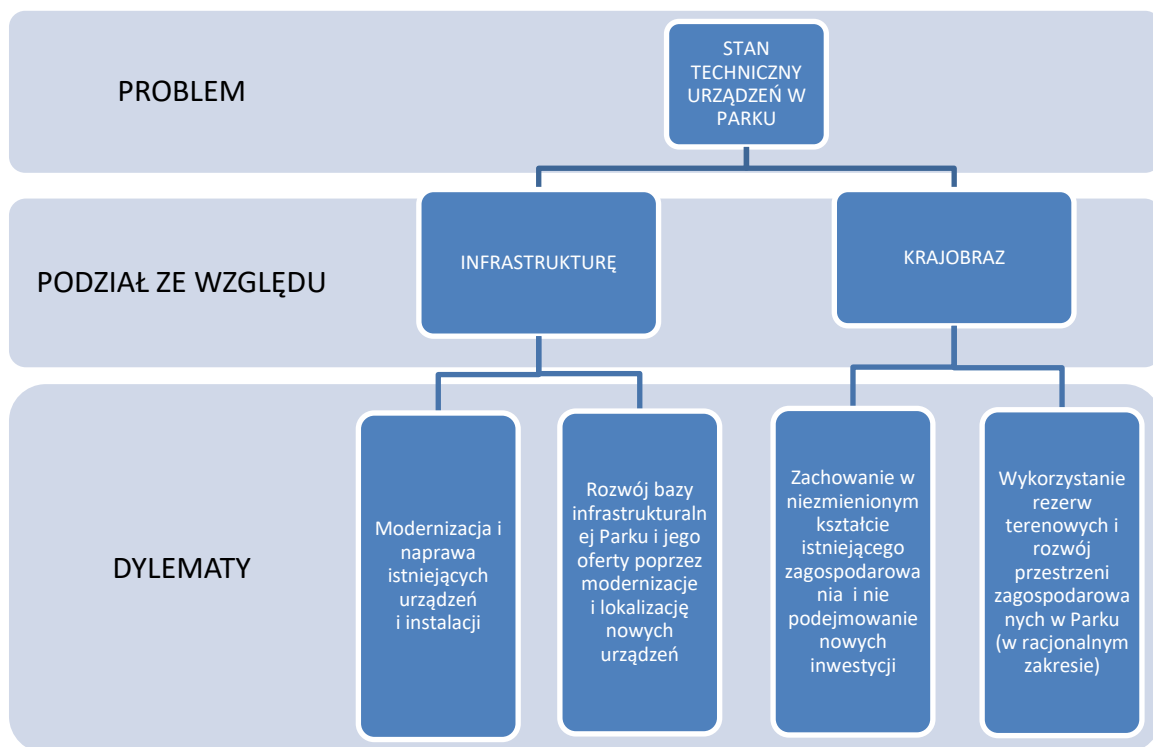 PROBLEM
STAN
TECHNICZNY
URZĄDZEŃ W
PARKU
PODZIAŁ ZE WZGLĘDU
INFRASTRUKTURĘ
KRAJOBRAZ
DYLEMATY
Modernizacja i
naprawa
istniejących
urządzeń
i instalacji
Rozwój bazy
infrastrukturaln
ej Parku i jego
oferty poprzez
modernizacje
i lokalizację
nowych
urządzeń
Zachowanie w
niezmienionym
kształcie
istniejącego
zagospodarowa
nia i nie
podejmowanie
nowych
inwestycji
Wykorzystanie
rezerw
terenowych i
rozwój
przestrzeni
zagospodarowa
nych w Parku
(w racjonalnym
zakresie)